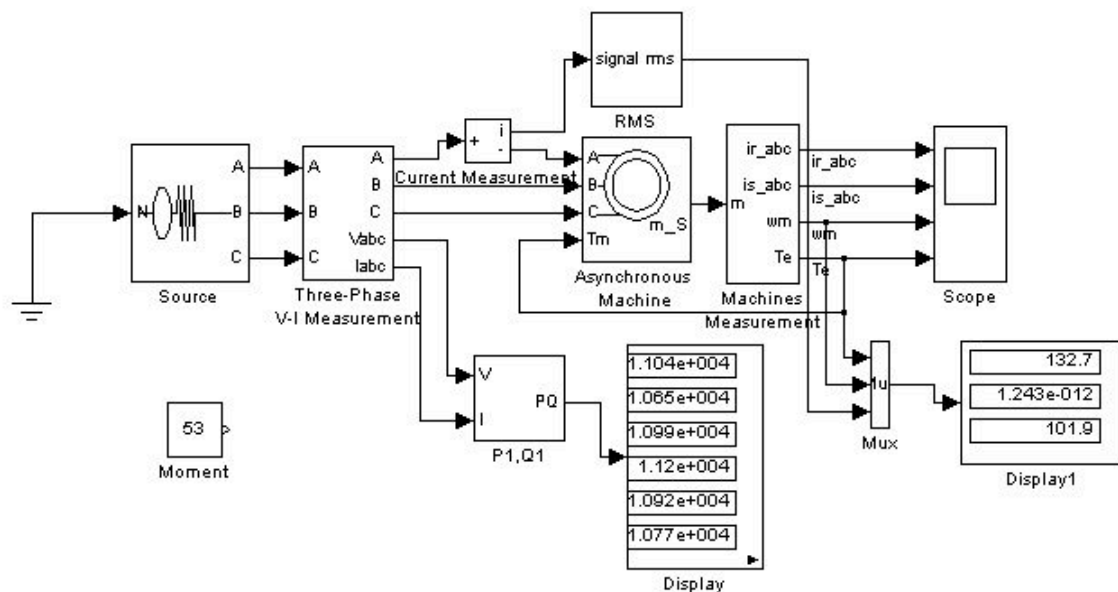 signal rms
RMS
A
B
C
N
Source
A
B
C
A
B
C
Vabc
Iabc
Three-Phase
V-I Measurement
+
i
-
Current Measurement
A
B
C
Tm
m_S
Asynchronous
Machine
m
ir_abc
is_abc
wm
Te
Machines
Measurement
ir_abc
is_abc
wm
Te
Scope
V
I
PQ
P1,Q1
53
Moment
1.104e+004
1.065e+004
1.099e+004
1.12e+004
1.092e+004
1.077e+004
Display
Mux
132.7
1.243e-012
101.9
Display1